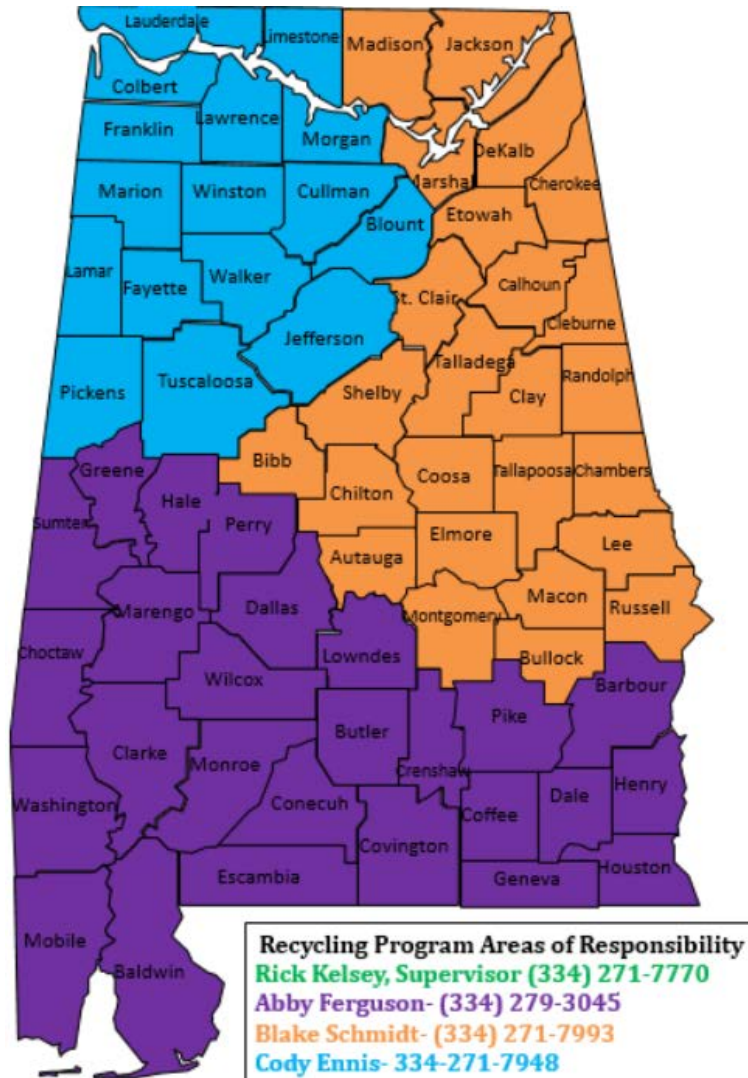 Lauderdale
Limestone
Madison
Jackson
Colbert
Lawrence
Franklin
Morgan
DeKalb
Marshal
Cherokee
Marion
Winston
Cullman
Etowah
Blount
Lamar
Fayette
Walker
St. Clair
Calhoun
Cleburne
Jefferson
Talladega
Randolph
Pickens
Tuscaloosa
Shelby
Clay
Greene
Bibb
Coosa
Tallapoosa
Chambers
Hale
Chilton
Sumter
Perry
Elmore
Lee
Autauga
Macon
Marengo
Dallas
Montgomery
Russell
Choctaw
Lowndes
Bullock
Wilcox
Barbour
Pike
Clarke
Butler
Monroe
Crenshaw
Washington
Conecuh
Dale
Henry
Coffee
Covington
Houston
Escambia
Geneva
Mobile
Baldwin
Recycling Program Areas of Responsibility
Rick Kelsey, Supervisor (334) 271-7770
Abby Ferguson- (334) 279-3045
Blake Schmidt- (334) 271-7993
Cody Ennis- 334-271-7948